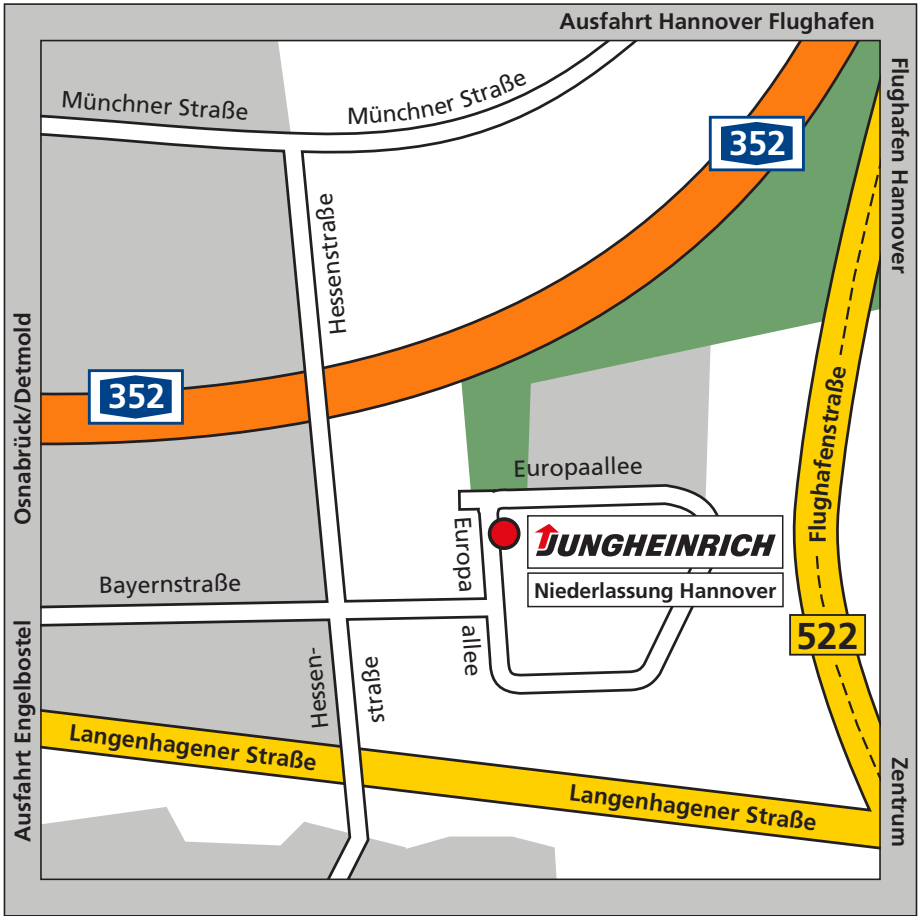 Ausfahrt Hannover Flughafen
Münchner Straße
Münchner Straße
352
Flughafen Hannover
Hessenstraße
Osnabrück/Detmold
352
Flughafenstraße
Europaallee
Europa
allee
JUNGHEINRICH
Niederlassung Hannover
Bayernstraße
522
Ausfahrt Engelbostel
Hessen-
straße
Langenhagener Straße
Langenhagener Straße
Zentrum